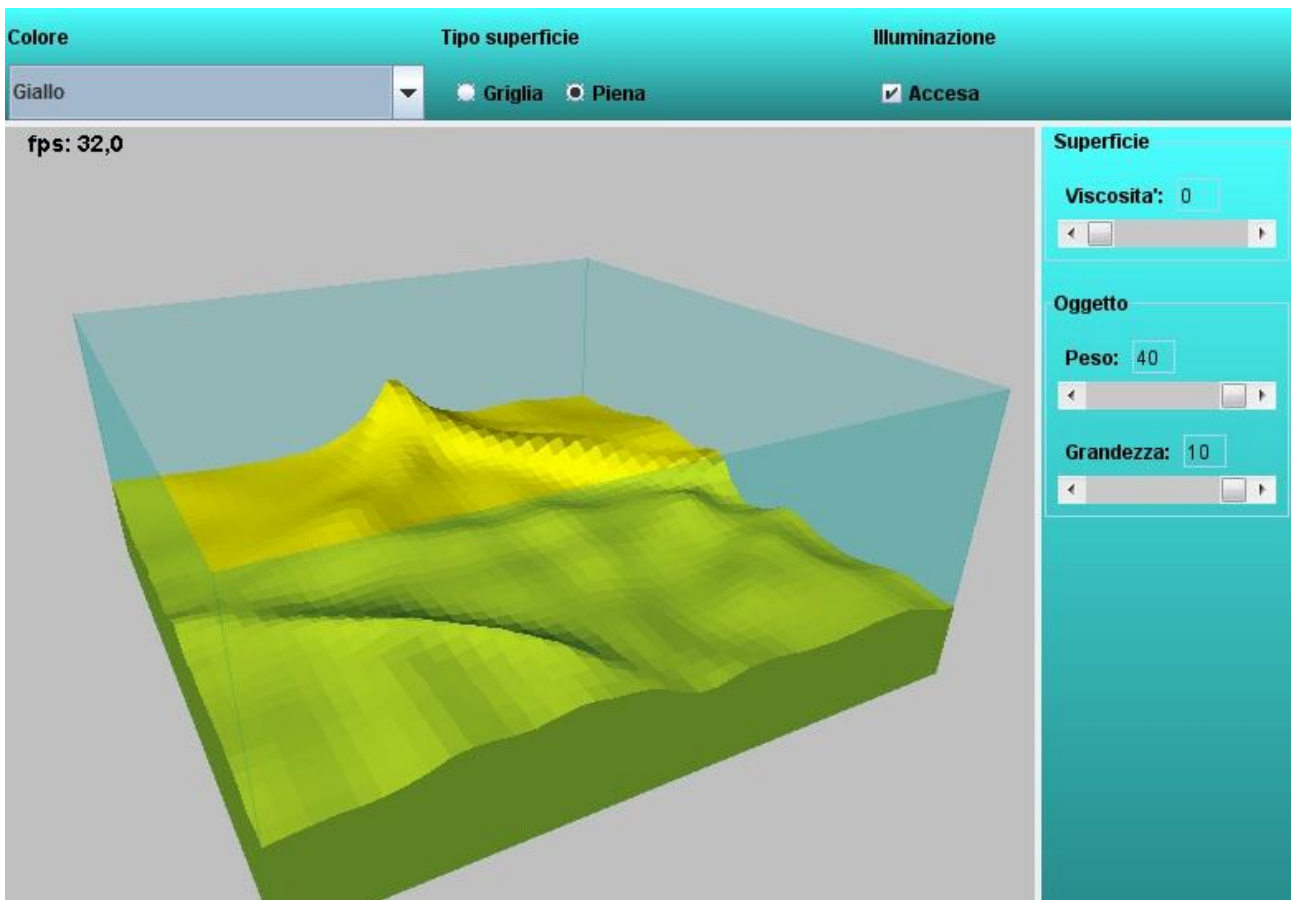 Colore
Tipo superficie
Illuminazione
Giallo
Griglia
Piena
Accesa
fps: 32,0
Superficie
Viscosita': 0
Oggetto
Peso: 40
Grandezza: 10